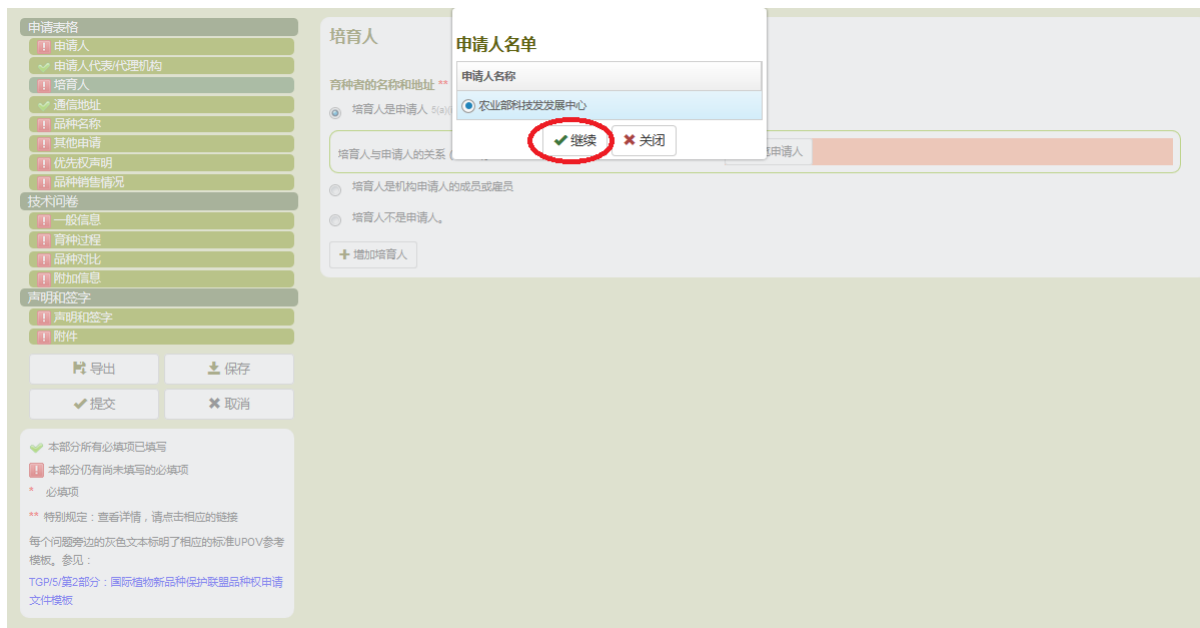 申请表格
申请人
申请人代表/代理机构
培育人
通信地址
品种名称
其他申请
优先权声明
品种销售情况
技术问卷
一般信息
育种过程
品种对比
附加信息
声明和签字
声明和签字
附件
导出
保存
提交
取消
本部分所有必填项已填写
本部分仍有尚未填写的必填项
* 必填项
** 特别规定：查看详情，请点击相应的链接
每个问题旁边的灰色文本标明了相应的标准UPOV参考
模板。参见：
TGP/5/第2部分：国际植物新品种保护联盟品种权申请
文件模板
培育人
育种者的名称和地址 **
培育人是申请人 5(a)(
培育人与申请人的关系 (
申请人
培育人是机构申请人的成员或雇员
培育人不是申请人。
增加培育人
申请人名单
申请人名称
农业部科技发发展中心
继续
关闭